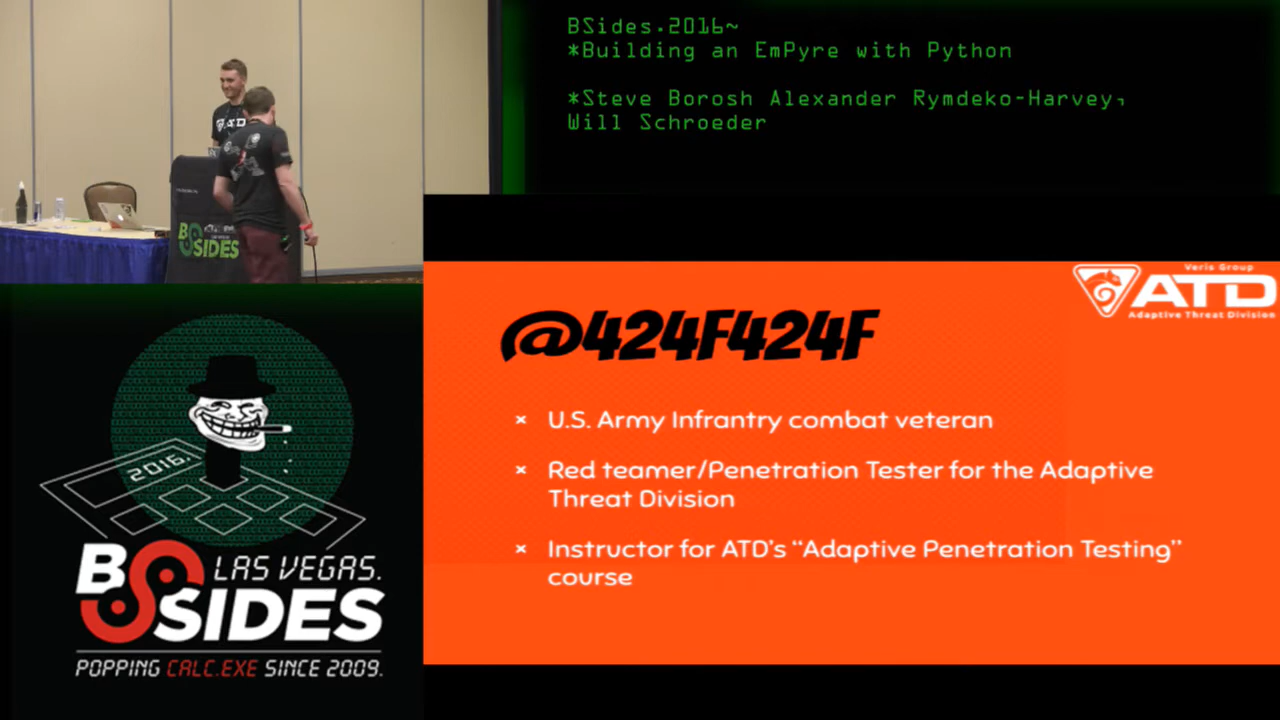 BSides.2016~
*Building an EmPyre with Python
*Steve Borosh Alexander Rymdeko-Harvey,
Will Schroeder
BSIDES
Veris Group
ATD
Adaptive Threat Division
@424F424F
× U.S. Army Infrantry combat veteran
× Red teamer/Penetration Tester for the Adaptive
Threat Division
× Instructor for ATD's “Adaptive Penetration Testing”
course
2016.
BSIDES
LAS VEGAS.
POPPING CALC.EXE SINCE 2009.